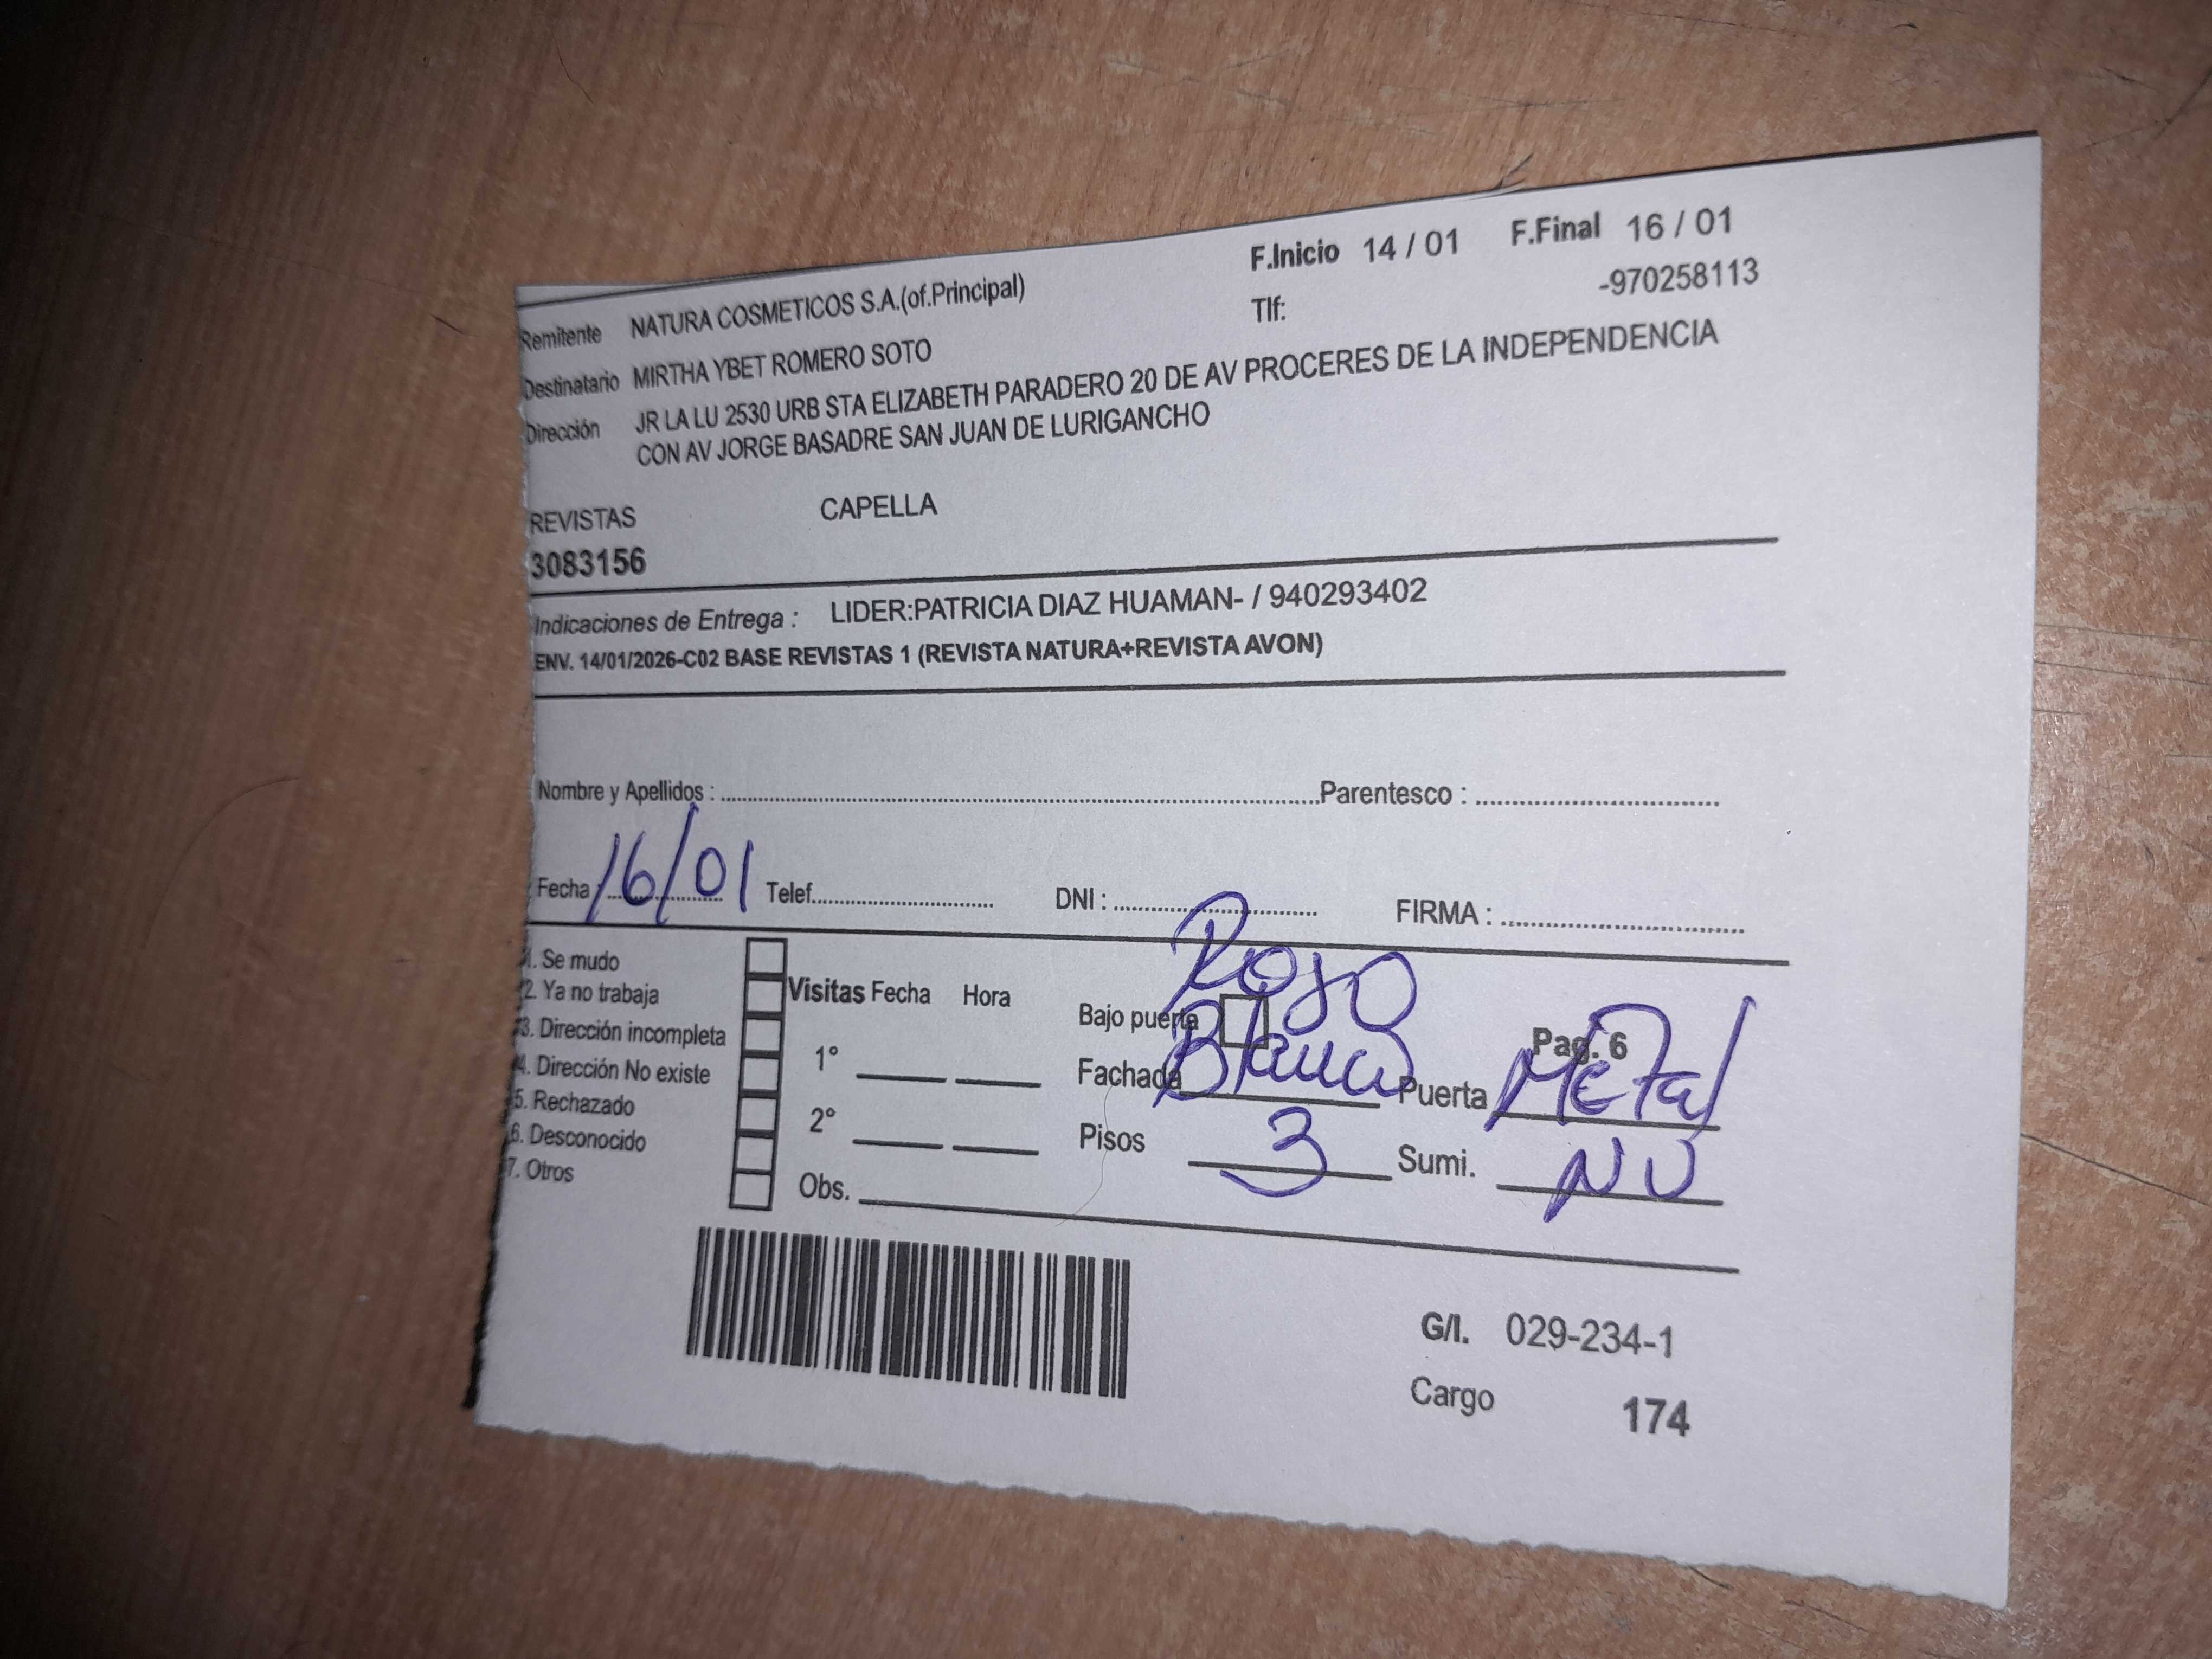 F.Inicio 14 / 01 F.Final 16 / 01
Remitente NATURA COSMETICOS S.A.(of.Principal) Tlf: -970258113
Destinatario MIRTHA YBET ROMERO SOTO
Dirección JR LA LU 2530 URB STA ELIZABETH PARADERO 20 DE AV PROCERES DE LA INDEPENDENCIA
CON AV JORGE BASADRE SAN JUAN DE LURIGANCHO
REVISTAS CAPELLA
3083156
Indicaciones de Entrega : LIDER:PATRICIA DIAZ HUAMAN- / 940293402
ENV. 14/01/2026-C02 BASE REVISTAS 1 (REVISTA NATURA+REVISTA AVON)
Nombre y Apellidos : Parentesco :
Fecha : 16/01 Telef. DNI : FIRMA :
1. Se mudo
2. Ya no trabaja
3. Dirección incompleta
4. Dirección No existe
5. Rechazado
6. Desconocido
7. Otros
Visitas Fecha Hora
1°
2°
Obs.
Bajo puerta Pag. 6
Fachada Blanco Puerta Metal
Pisos 3 Sumi. NO
G/I. 029-234-1
Cargo 174